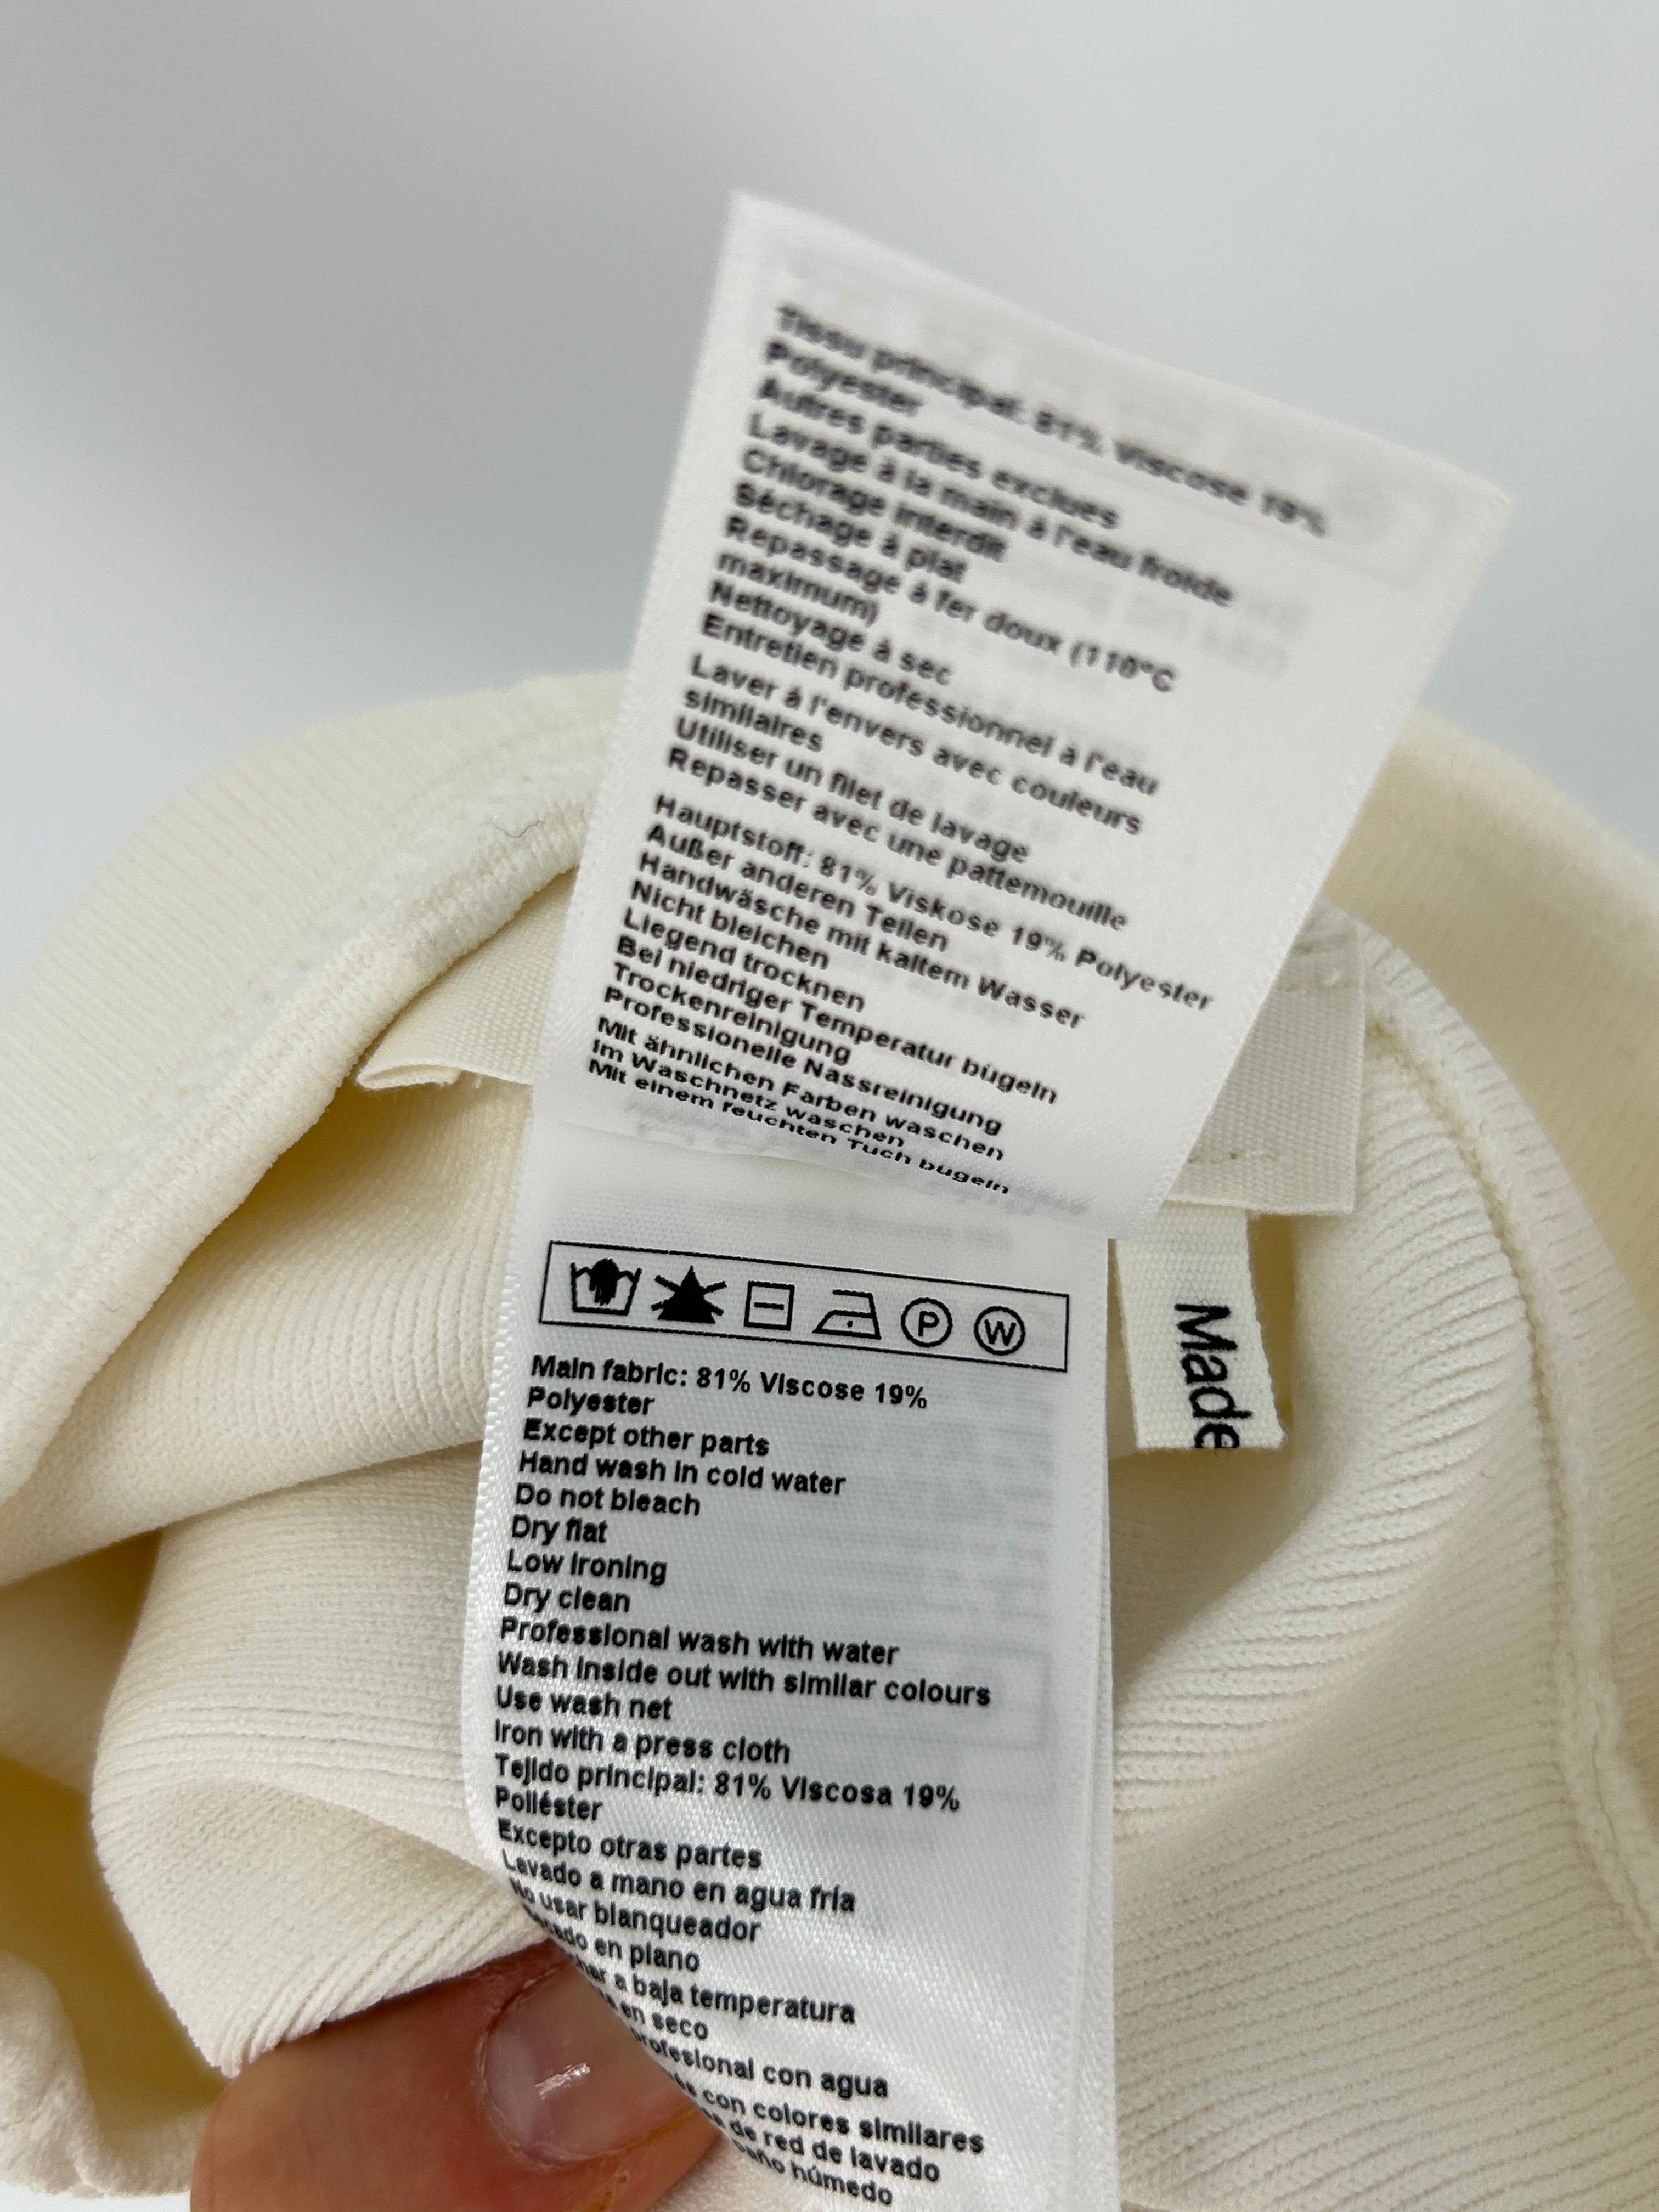 Tissu principal: 81% Viscose 19%
Polyester
Autres parties exclues
Lavage à la main à l'eau froide
Chlorage interdit
Séchage à plat
Repassage à fer doux (110°C
maximum)
Nettoyage à sec
Entretien professionnel à l'eau
Laver à l'envers avec couleurs
similaires
Utiliser un filet de lavage
Repasser avec une pattemouille
Hauptstoff: 81% Viskose 19% Polyester
Außer anderen Teilen
Handwäsche mit kaltem Wasser
Nicht bleichen
Liegend trocknen
Bei niedriger Temperatur bügeln
Trockenreinigung
Professionelle Nassreinigung
Mit ähnlichen Farben waschen
Im Waschnetz waschen
Mit einem feuchten Tuch bügeln
P W
Made
Main fabric: 81% Viscose 19%
Polyester
Except other parts
Hand wash in cold water
Do not bleach
Dry flat
Low ironing
Dry clean
Professional wash with water
Wash inside out with similar colours
Use wash net
Iron with a press cloth
Tejido principal: 81% Viscosa 19%
Poliéster
Excepto otras partes
Lavado a mano en agua fría
No usar blanqueador
en plano
a baja temperatura
en seco
profesional con agua
con colores similares
de red de lavado
húmedo